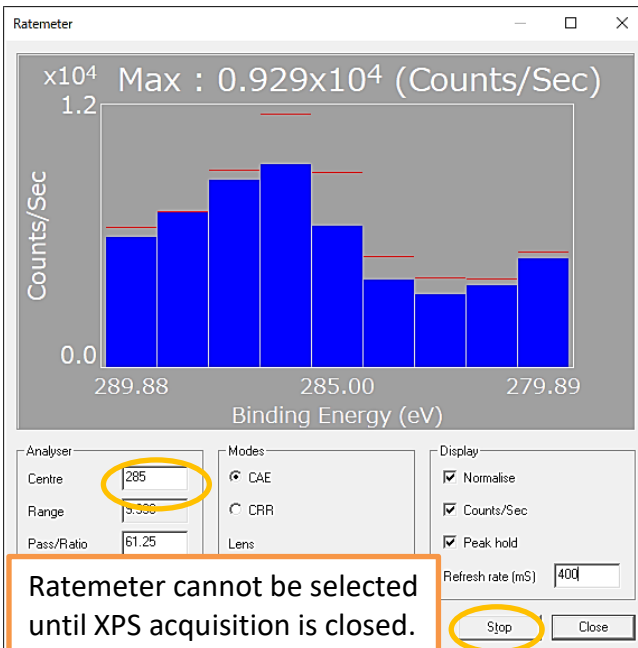 Ratemeter
x10⁴ Max : 0.929x10⁴ (Counts/Sec)
1.2
Counts/Sec
0.0
289.88 285.00 279.89
Binding Energy (eV)
Analyser Modes Display
Centre 285 CAE Normalise
Range CRR Counts/Sec
Pass/Ratio 61.25 Lens Peak hold
Refresh rate (mS) 400
Ratemeter cannot be selected
until XPS acquisition is closed.
Stop Close